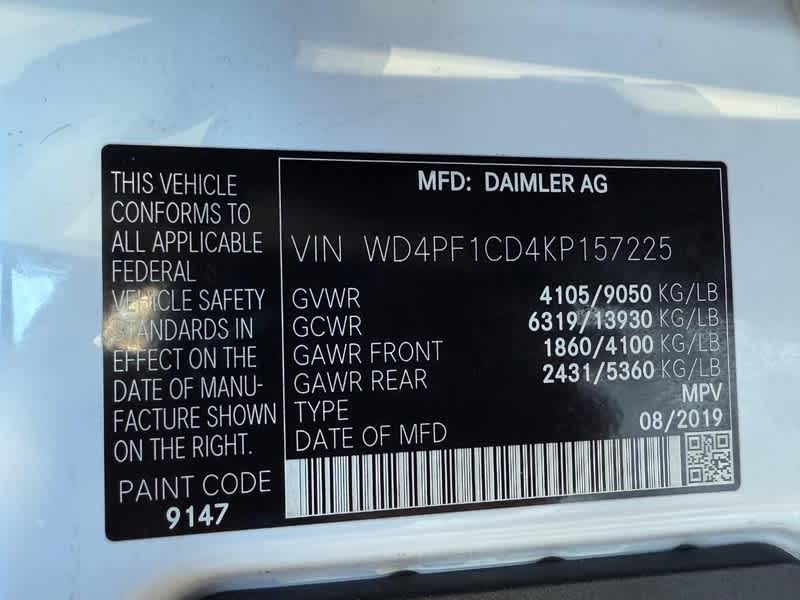 THIS VEHICLE
CONFORMS TO
ALL APPLICABLE
FEDERAL
VEHICLE SAFETY
STANDARDS IN
EFFECT ON THE
DATE OF MANU-
FACTURE SHOWN
ON THE RIGHT.
PAINT CODE
9147
MFD: DAIMLER AG
VIN WD4PF1CD4KP157225
GVWR 4105/9050 KG/LB
GCWR 6319/13930 KG/LB
GAWR FRONT 1860/4100 KG/LB
GAWR REAR 2431/5360 KG/LB
TYPE MPV
DATE OF MFD 08/2019